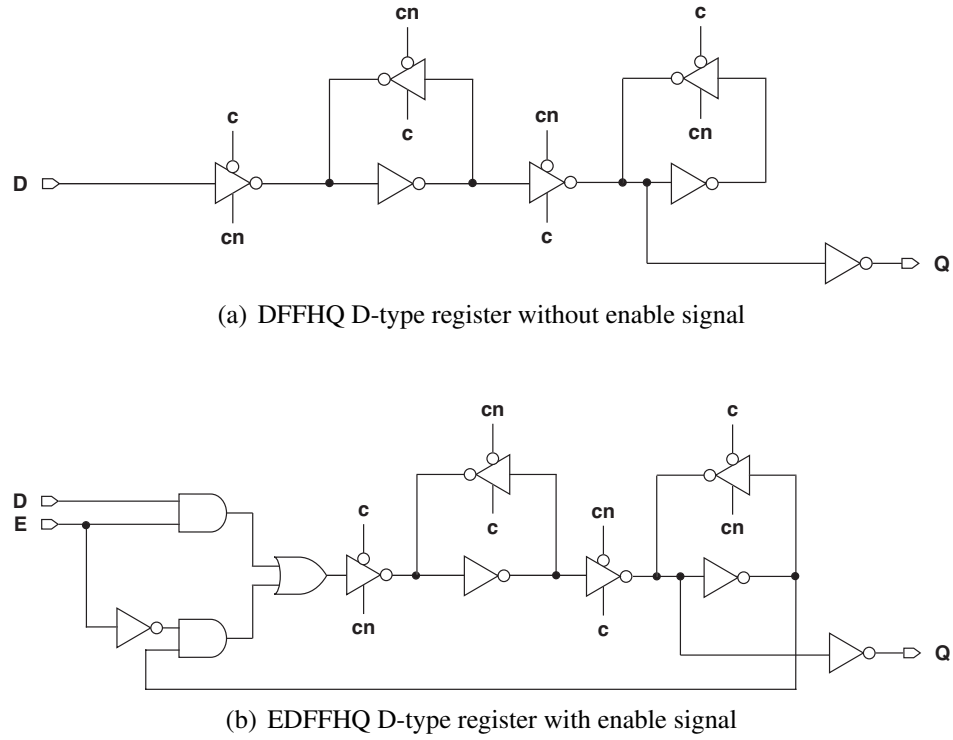 cn
c
c
cn
c
cn
D
cn
c
Q
(a) DFFHQ D-type register without enable signal
cn
c
D
E
c
cn
c
cn
cn
c
Q
(b) EDFFHQ D-type register with enable signal